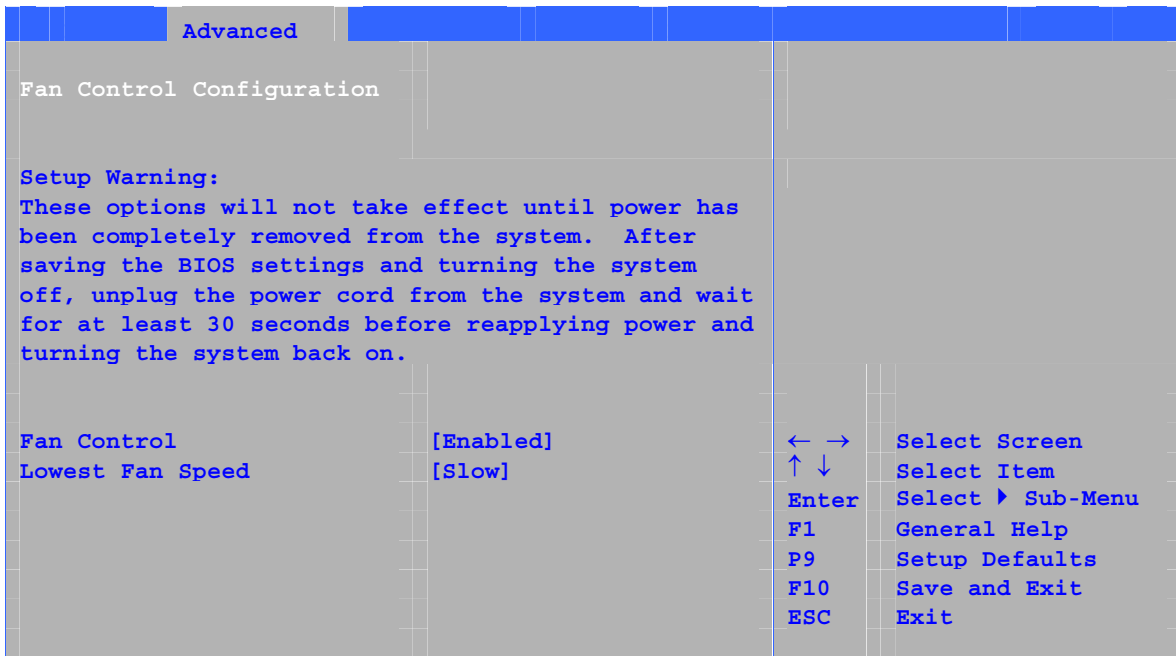 Advanced
Fan Control Configuration
Setup Warning:
These options will not take effect until power has
been completely removed from the system.  After
saving the BIOS settings and turning the system
off, unplug the power cord from the system and wait
for at least 30 seconds before reapplying power and
turning the system back on.
Fan Control [Enabled]
Lowest Fan Speed [Slow]
← → Select Screen
↑ ↓ Select Item
Enter Select ▶ Sub-Menu
F1 General Help
P9 Setup Defaults
F10 Save and Exit
ESC Exit